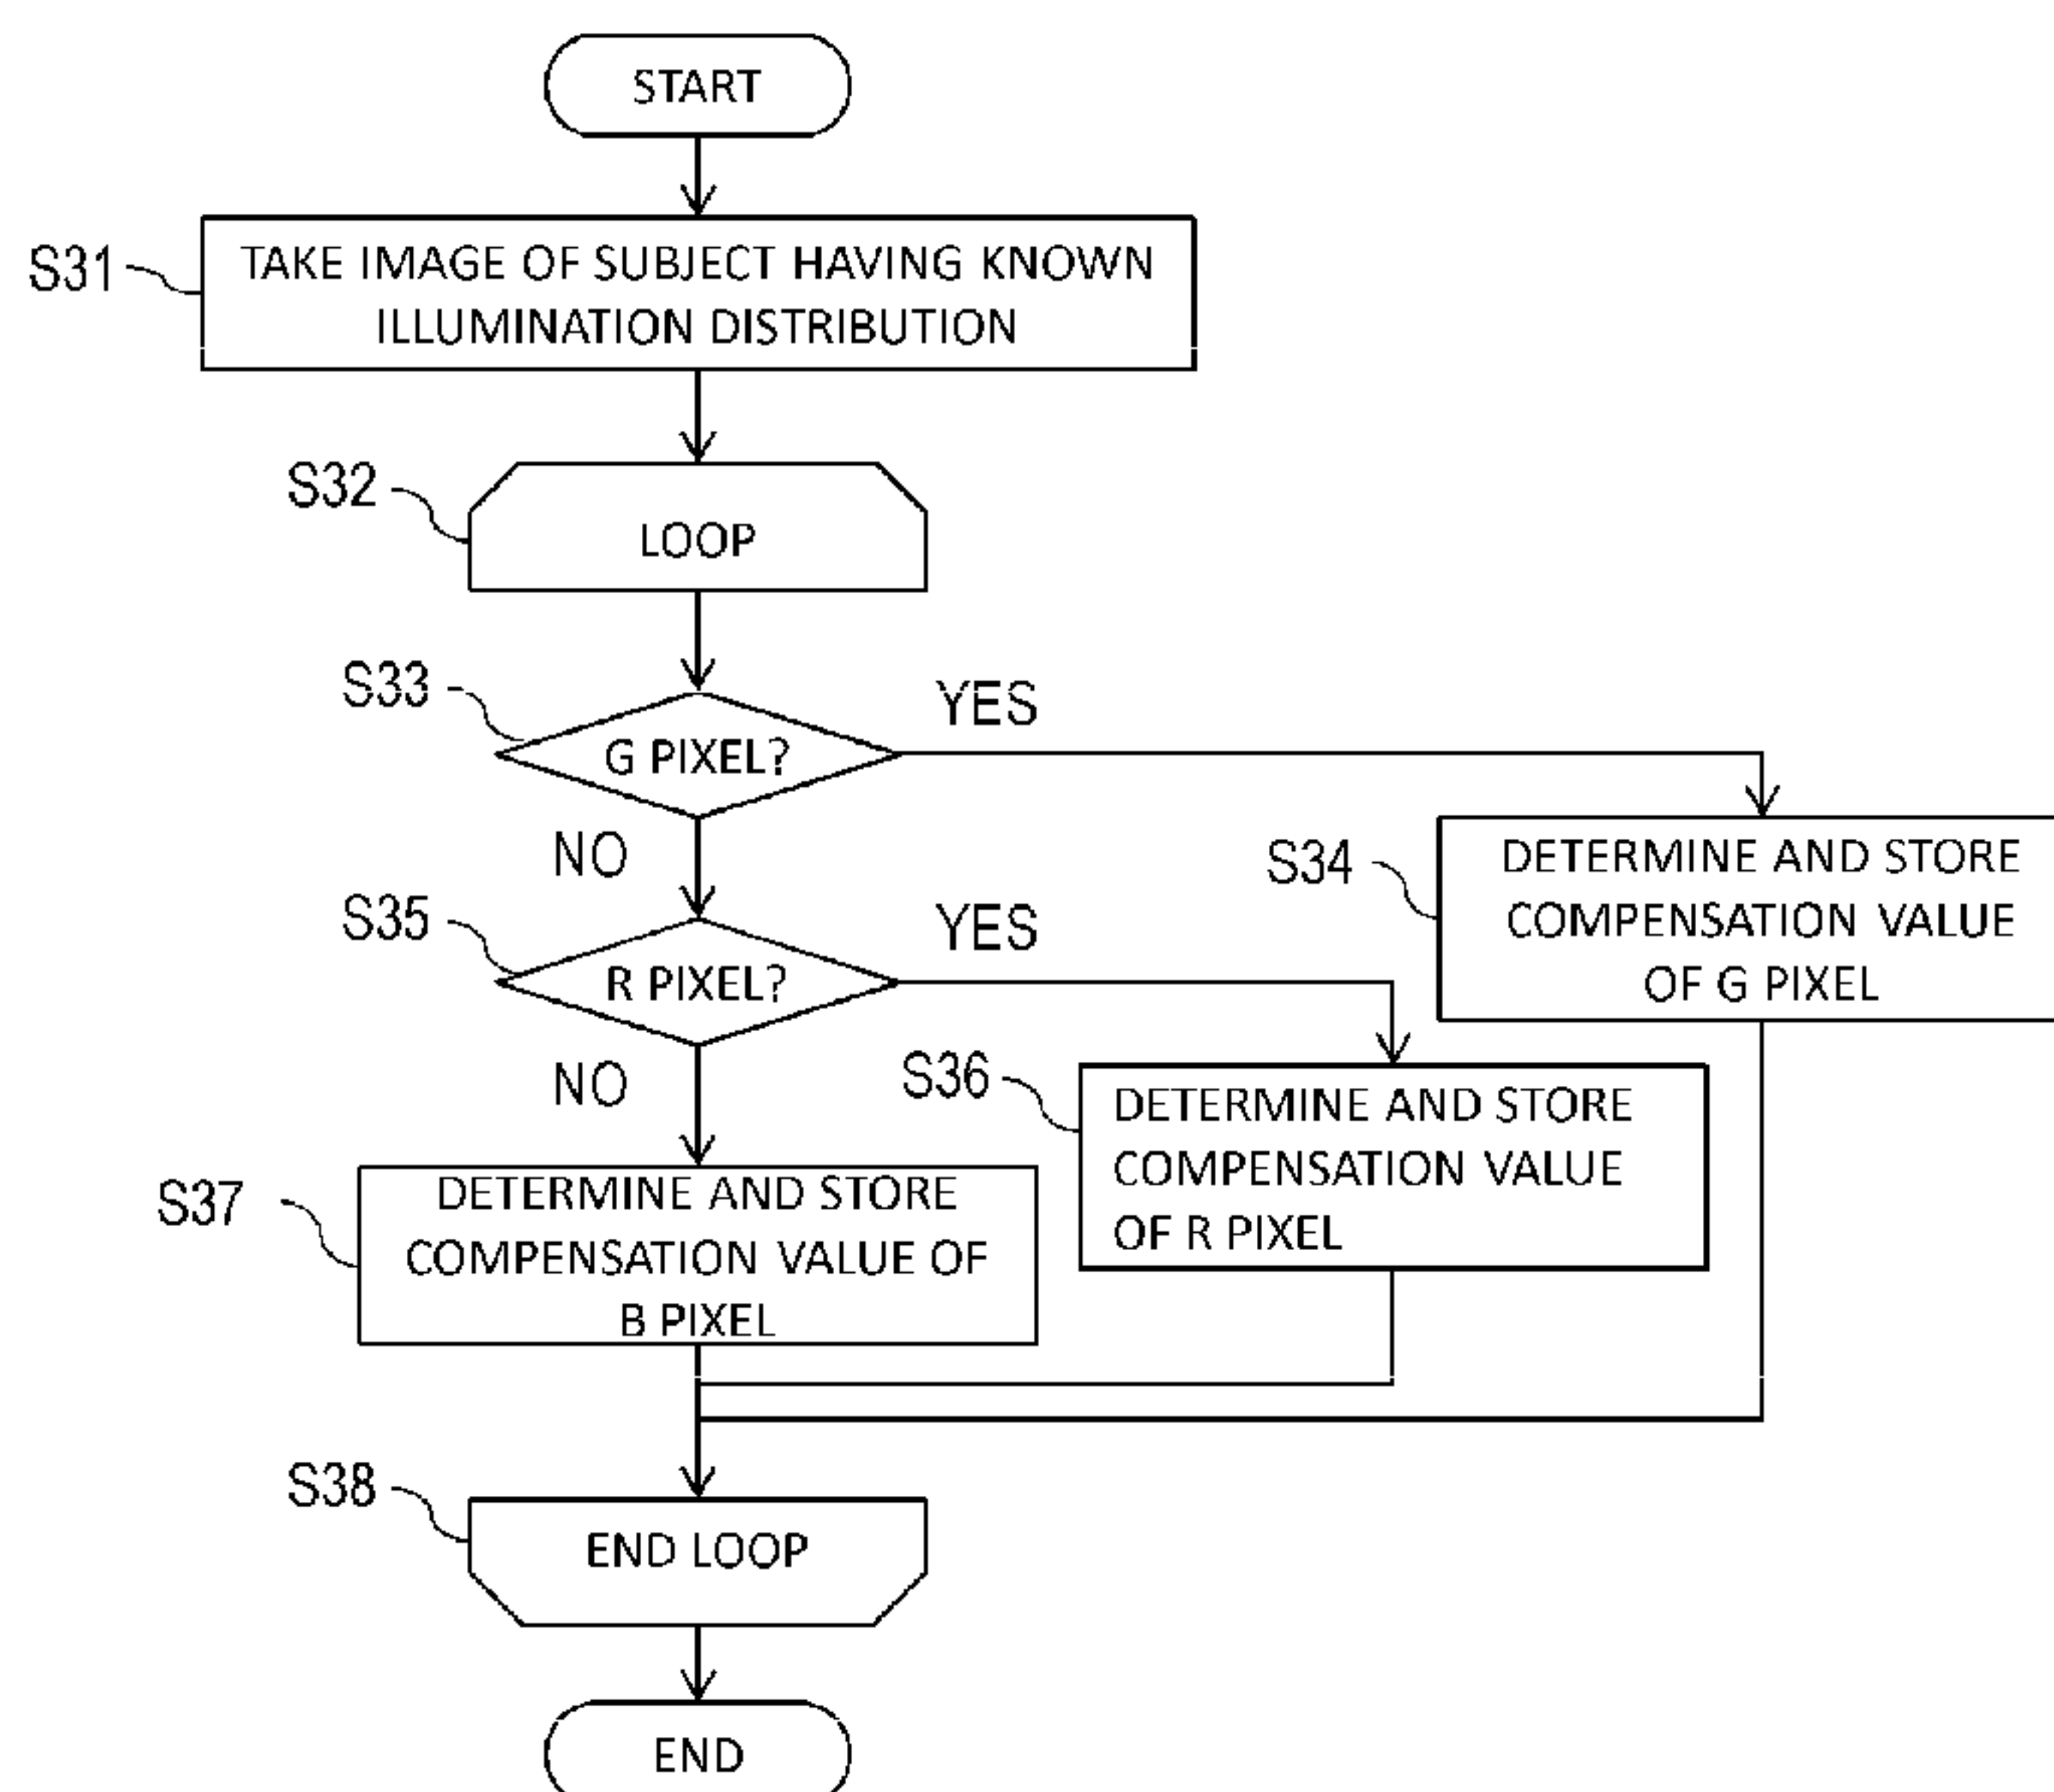 START
S31
TAKE IMAGE OF SUBJECT HAVING KNOWN
ILLUMINATION DISTRIBUTION
S32
LOOP
S33
G PIXEL?
YES
NO
S34
DETERMINE AND STORE
COMPENSATION VALUE
OF G PIXEL
S35
R PIXEL?
YES
NO
S36
DETERMINE AND STORE
COMPENSATION VALUE
OF R PIXEL
S37
DETERMINE AND STORE
COMPENSATION VALUE OF
B PIXEL
S38
END LOOP
END